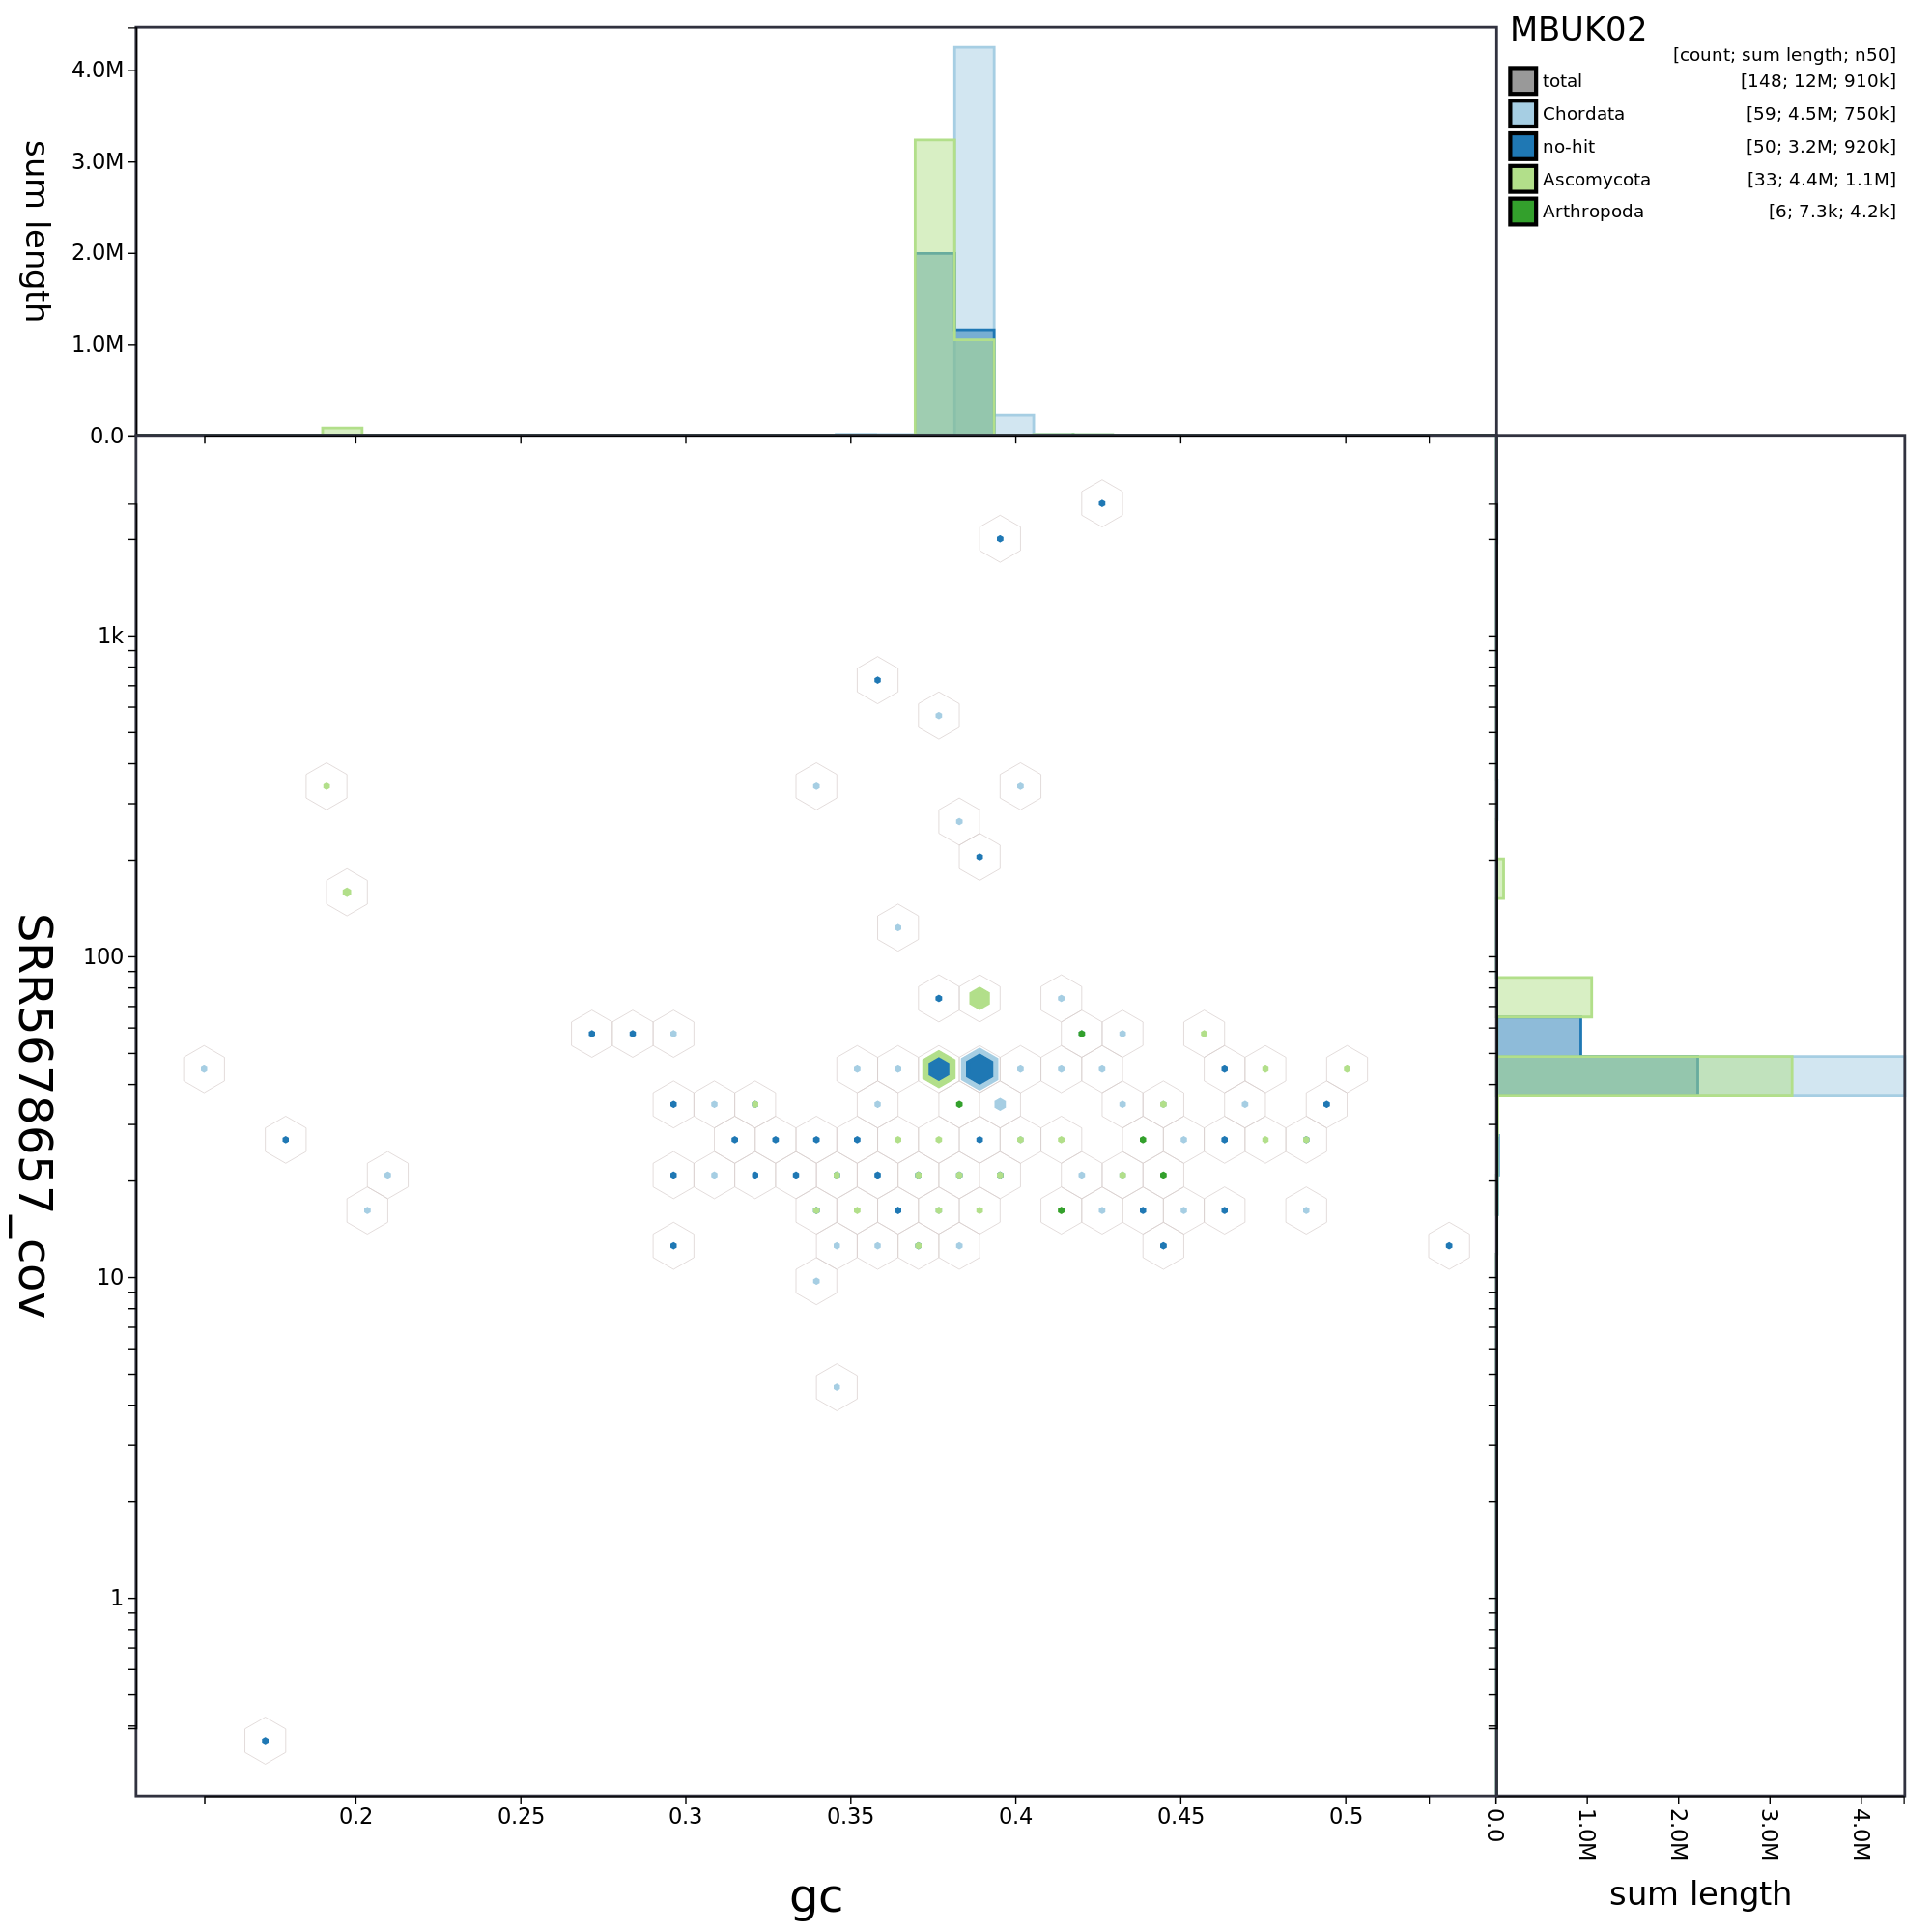 MBUK02
[count; sum length; n50]
total [148; 12M; 910k]
Chordata [59; 4.5M; 750k]
no-hit [50; 3.2M; 920k]
Ascomycota [33; 4.4M; 1.1M]
Arthropoda [6; 7.3k; 4.2k]
sum length
4.0M
3.0M
2.0M
1.0M
0.0
SRR5678657_cov
1k
100
10
1
0.2 0.25 0.3 0.35 0.4 0.45 0.5
gc
0.0 1.0M 2.0M 3.0M 4.0M
sum length